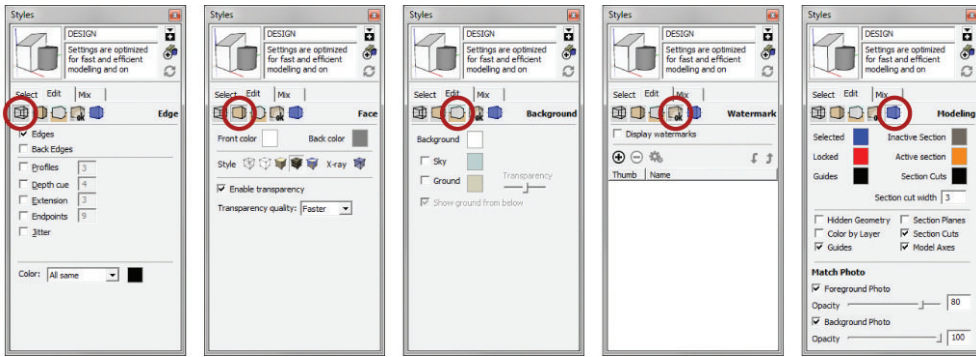 Styles
DESIGN
Settings are optimized
for fast and efficient
modelling and on
Select Edit Mix
Edge
Edges
Back Edges
Profiles 3
Depth cue 4
Extension 3
Endpoints 9
Jitter
Color: All same
Styles
DESIGN
Settings are optimized
for fast and efficient
modelling and on
Select Edit Mix
Face
Front color Back color
Style X-ray
Enable transparency
Transparency quality: Faster
Styles
DESIGN
Settings are optimized
for fast and efficient
modelling and on
Select Edit Mix
Background
Background
Sky
Ground Transparency
Show ground from below
Styles
DESIGN
Settings are optimized
for fast and efficient
modelling and on
Select Edit Mix
Watermark
Display watermarks
Thumb Name
Styles
DESIGN
Settings are optimized
for fast and efficient
modelling and on
Select Edit Mix
Modeling
Selected Inactive Section
Locked Active section
Guides Section Cuts
Section cut width 3
Hidden Geometry Section Planes
Color by Layer Section Cuts
Guides Model Axes
Match Photo
Foreground Photo
Opacity 80
Background Photo
Opacity 100